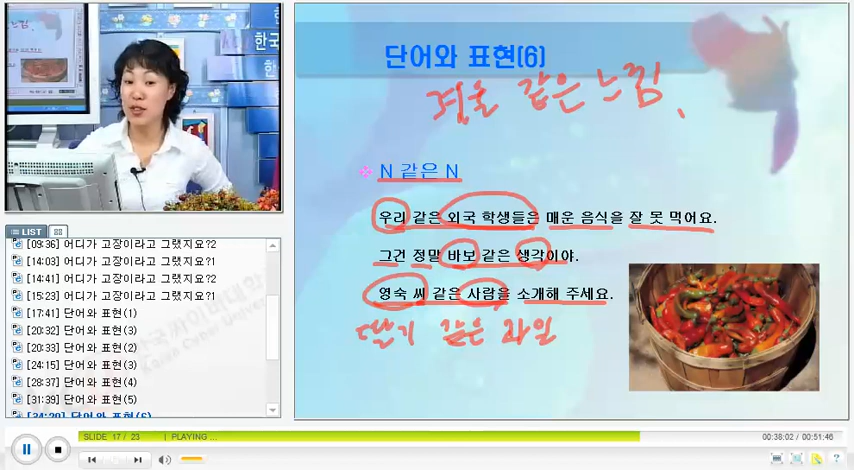 단어와 표현(6)
겨울 같은 느낌.
N 같은 N
우리 같은 외국 학생들은 매운 음식을 잘 못 먹어요.
그건 정말 바보 같은 생각이야.
영숙 씨 같은 사람을 소개해 주세요.
딸기 같은 과일
LIST
[09:36] 어디가 고장이라고 그랬지요?2
[14:03] 어디가 고장이라고 그랬지요?1
[14:41] 어디가 고장이라고 그랬지요?2
[15:23] 어디가 고장이라고 그랬지요?1
[17:41] 단어와 표현(1)
[20:32] 단어와 표현(3)
[20:33] 단어와 표현(2)
[24:15] 단어와 표현(3)
[28:37] 단어와 표현(4)
[31:39] 단어와 표현(5)
[34:29] 단어와 표현(6)
SLIDE 17 / 23 | PLAYING ...
00:38:02 / 00:51:46